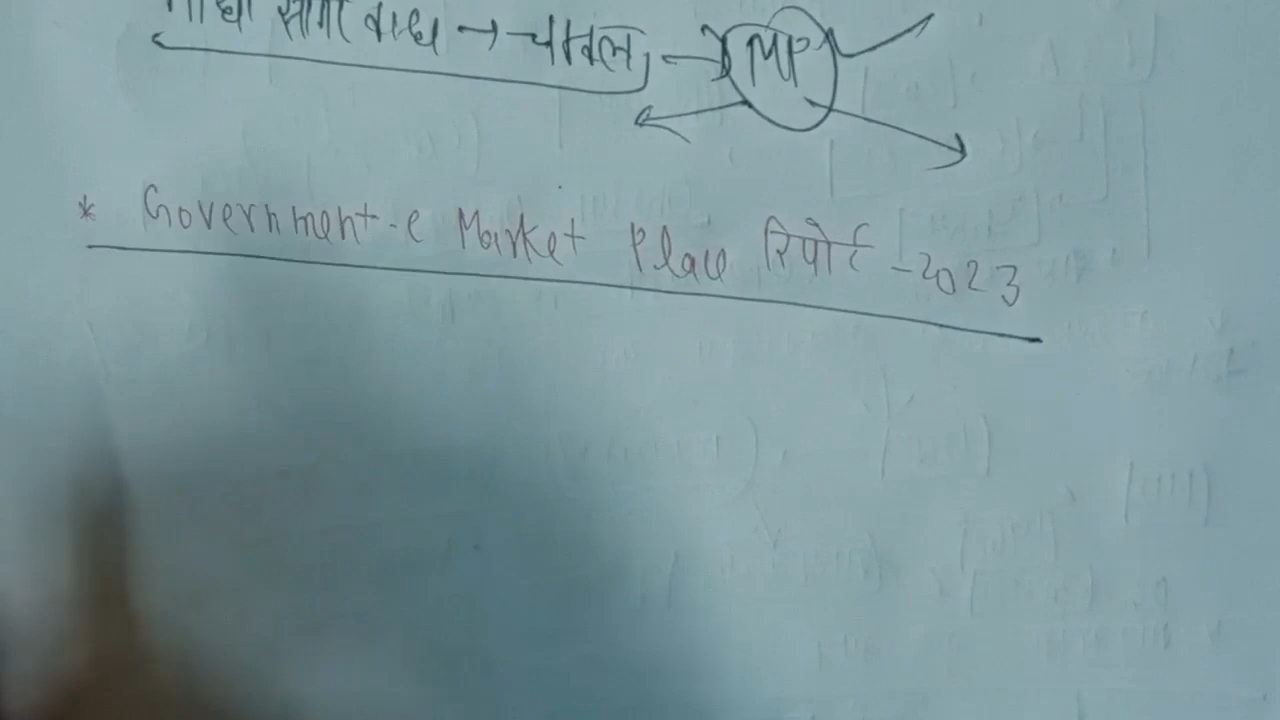 गांधी सागर बांध → चम्बल → MP
* Government-e Market Place रिपोर्ट -2023